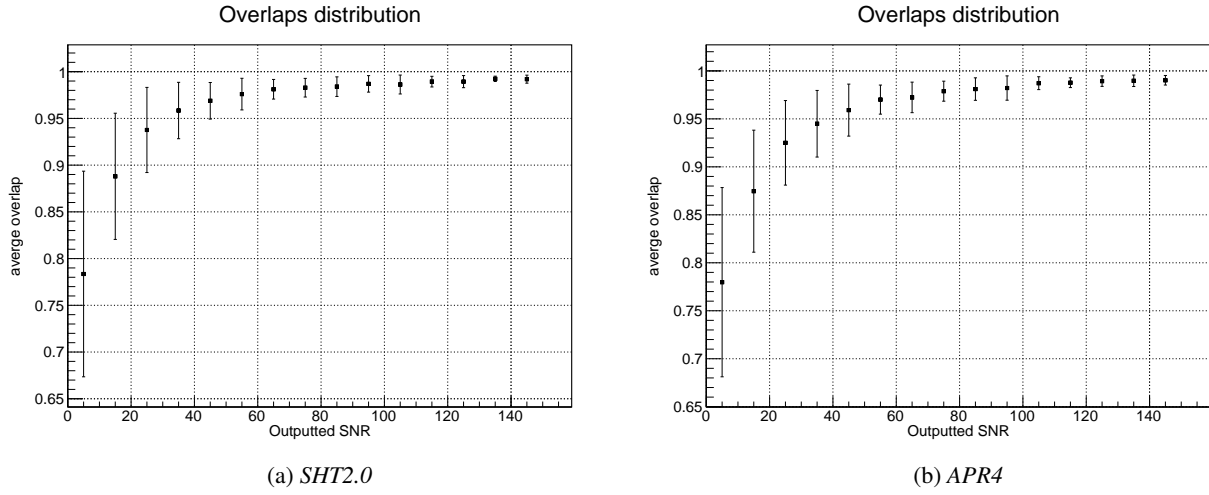 Overlaps distribution
averge overlap
1
0.95
0.9
0.85
0.8
0.75
0.7
0.65
0 20 40 60 80 100 120 140
Outputted SNR
(a) SHT2.0
Overlaps distribution
averge overlap
1
0.95
0.9
0.85
0.8
0.75
0.7
0.65
0 20 40 60 80 100 120 140
Outputted SNR
(b) APR4